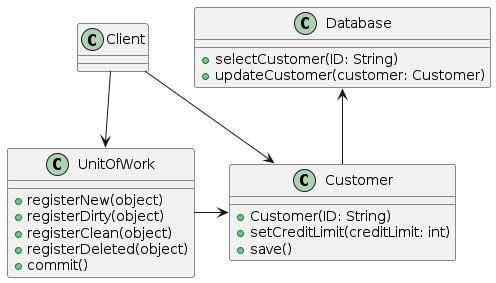 C Client
C Database
+ selectCustomer(ID: String)
+ updateCustomer(customer: Customer)
C UnitOfWork
registerNew(object)
registerDirty(object)
registerClean(object)
registerDeleted(object)
commit()
C Customer
Customer(ID: String)
setCreditLimit(creditLimit: int)
save()